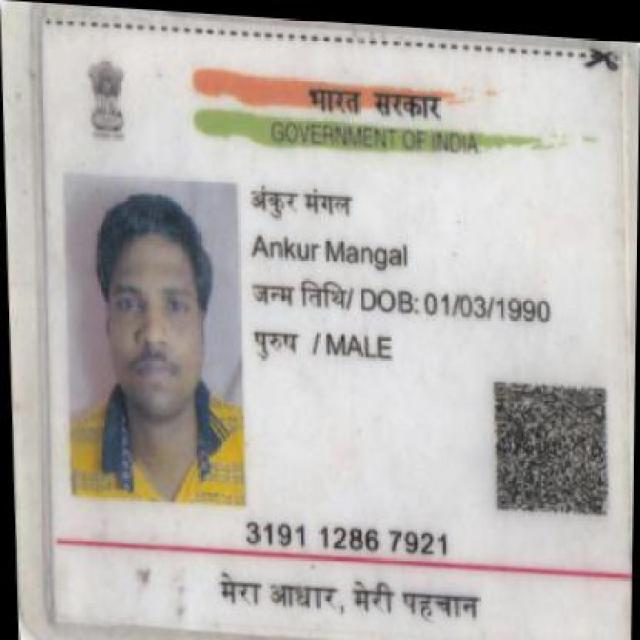 भारत सरकार
GOVERNMENT OF INDIA
अंकुर मंगल
Ankur Mangal
जन्म तिथि/ DOB: 01/03/1990
पुरुष / MALE
3191 1286 7921
मेरा आधार, मेरी पहचान